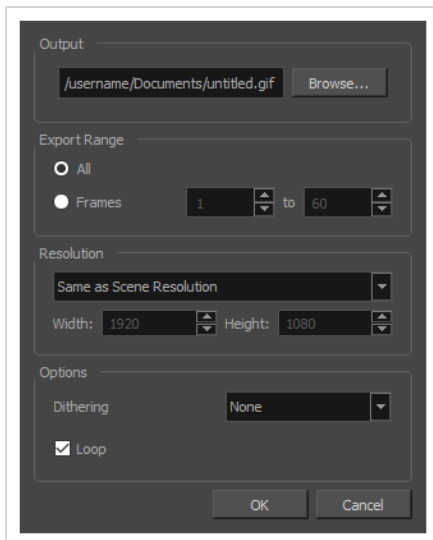 Output
/username/Documents/untitled.gif Browse...
Export Range
All
Frames 1 to 60
Resolution
Same as Scene Resolution
Width: 1920 Height: 1080
Options
Dithering None
Loop
OK Cancel